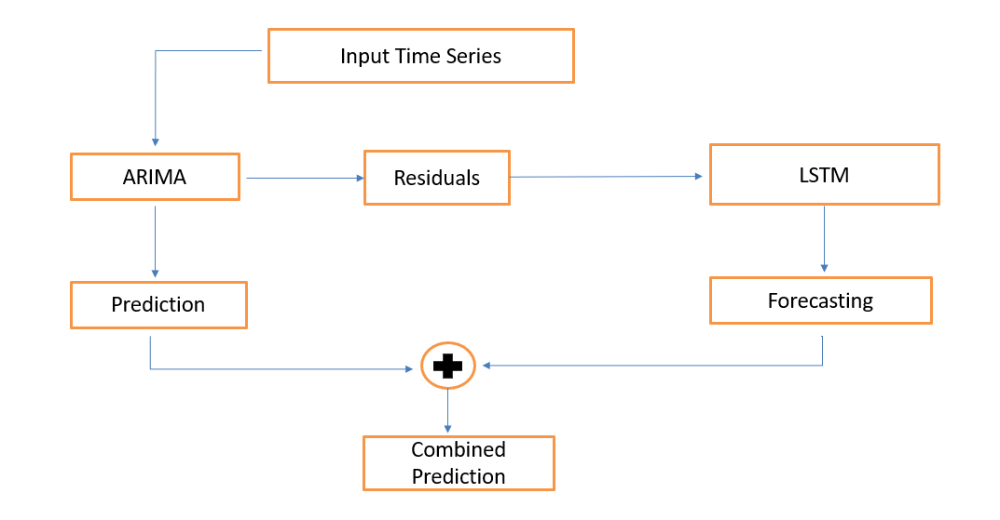 Input Time Series
ARIMA
Residuals
LSTM
Prediction
Forecasting
Combined
Prediction